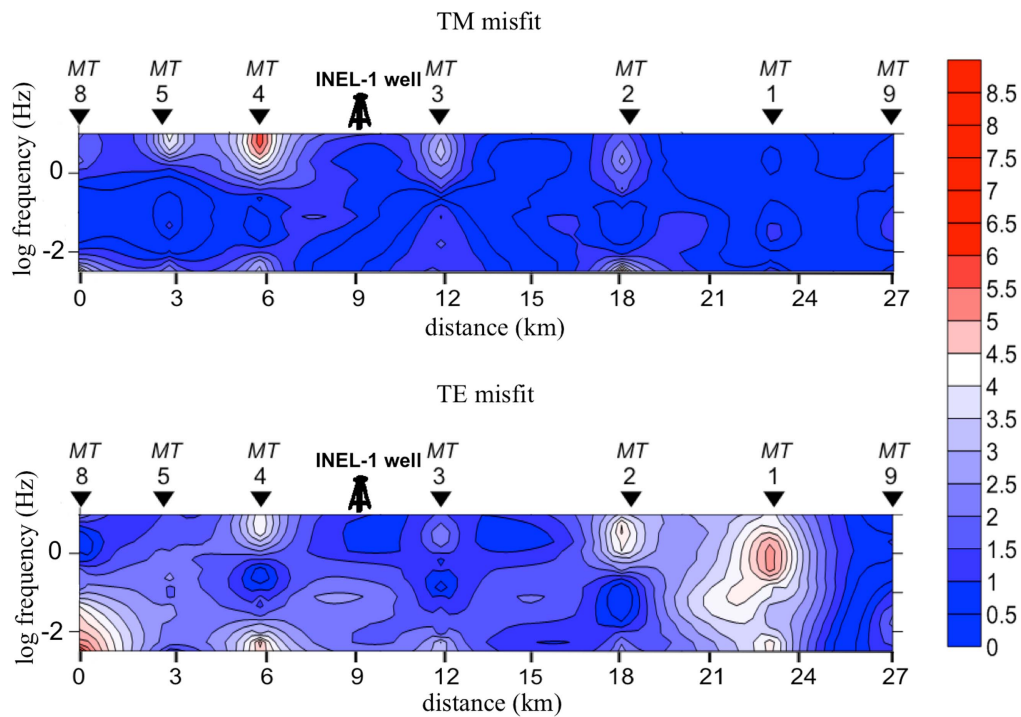 TM misfit
MT MT MT INEL-1 well MT MT MT MT
8 5 4 3 2 1 9
log frequency (Hz)
0
-2
0 3 6 9 12 15 18 21 24 27
distance (km)
8.5
8
7.5
7
6.5
6
5.5
5
4.5
4
3.5
3
2.5
2
1.5
1
0.5
0
TE misfit
MT MT MT INEL-1 well MT MT MT MT
8 5 4 3 2 1 9
log frequency (Hz)
0
-2
0 3 6 9 12 15 18 21 24 27
distance (km)